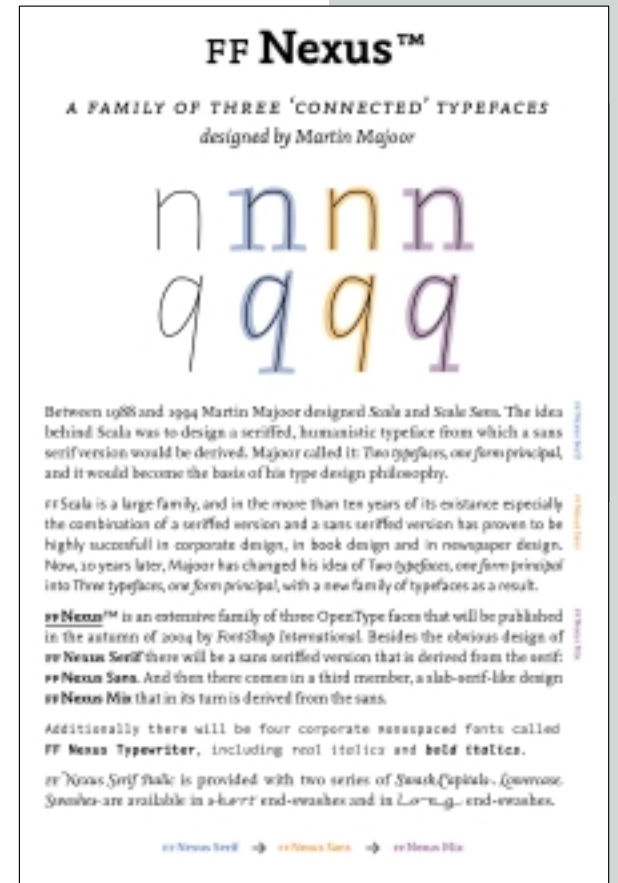 FF Nexus™
A FAMILY OF THREE ‘CONNECTED’ TYPEFACES
designed by Martin Majoor
n n n n
q q q q
Between 1988 and 1994 Martin Majoor designed Scala and Scala Sans. The idea
behind Scala was to design a seriffed, humanistic typeface from which a sans
serif version would be derived. Majoor called it: Two typefaces, one form principal,
and it would become the basis of his type design philosophy.
FF Scala is a large family, and in the more than ten years of its existance especially
the combination of a seriffed version and a sans seriffed version has proven to be
highly succesfull in corporate design, in book design and in newspaper design.
Now, 10 years later, Majoor has changed his idea of Two typefaces, one form principal
into Three typefaces, one form principal, with a new family of typefaces as a result.
FF Nexus™ is an extensive family of three OpenType faces that will be published
in the autumn of 2004 by FontShop International. Besides the obvious design of
FF Nexus Serif there will be a sans seriffed version that is derived from the serif:
FF Nexus Sans. And then there comes in a third member, a slab-serif-like design
FF Nexus Mix that in its turn is derived from the sans.
Additionally there will be four corporate monospaced fonts called
FF Nexus Typewriter, including real italics and bold italics.
FF Nexus Serif Italic is provided with two series of Swash Capitals. Lowercase
Swashes are available in short end-swashes and in long end-swashes.
FF Nexus Serif
FF Nexus Sans
FF Nexus Mix
FF Nexus Serif → FF Nexus Sans → FF Nexus Mix